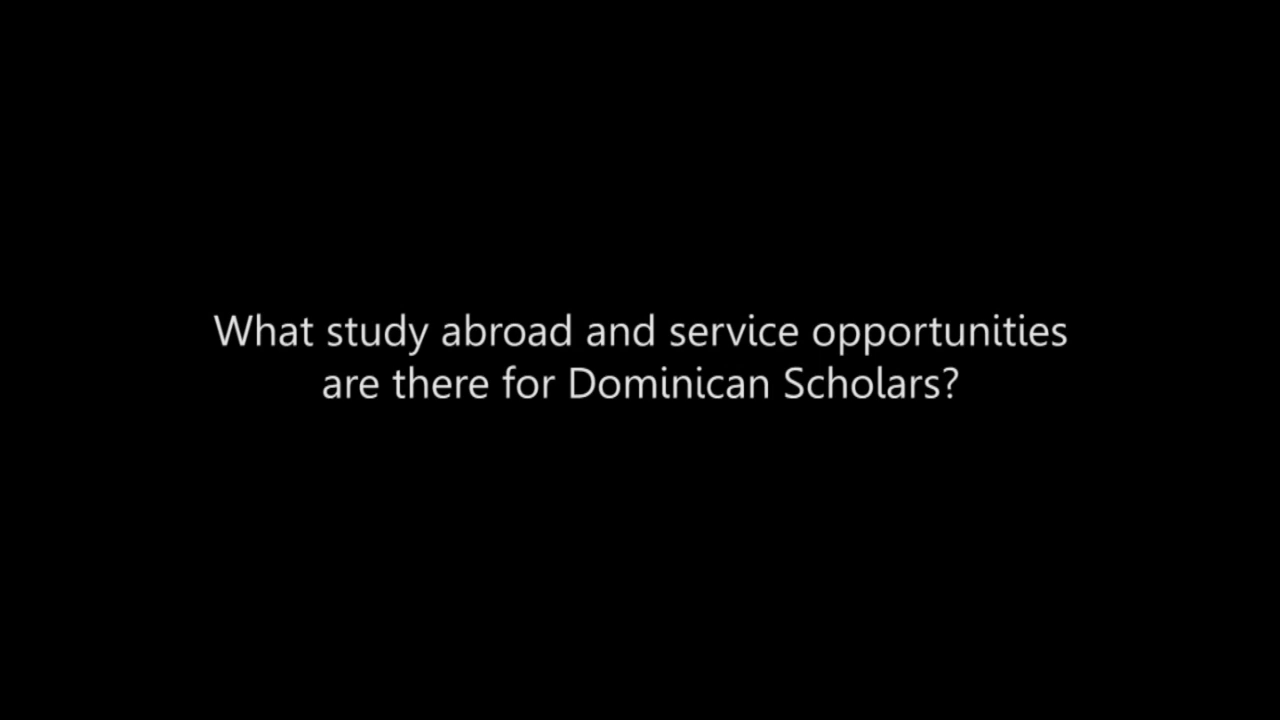 What study abroad and service opportunities
are there for Dominican Scholars?